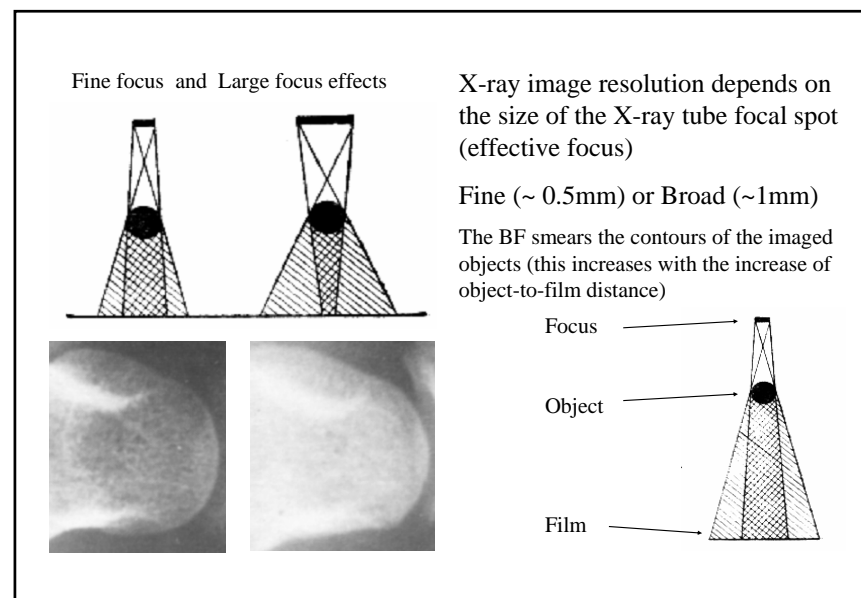 Fine focus and Large focus effects
X-ray image resolution depends on
the size of the X-ray tube focal spot
(effective focus)
Fine (~ 0.5mm) or Broad (~1mm)
The BF smears the contours of the imaged
objects (this increases with the increase of
object-to-film distance)
Focus
Object
Film